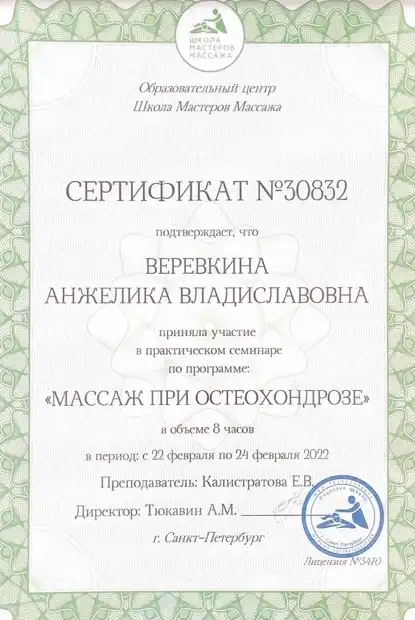 ШКОЛА
МАСТЕРОВ
МАССАЖА
Образовательный центр
Школа Мастеров Массажа
СЕРТИФИКАТ №30832
подтверждает, что
ВЕРЕВКИНА
АНЖЕЛИКА ВЛАДИСЛАВОВНА
приняла участие
в практическом семинаре
по программе:
«МАССАЖ ПРИ ОСТЕОХОНДРОЗЕ»
в объеме 8 часов
в период: с 22 февраля по 24 февраля 2022
Преподаватель: Калистратова Е.В.
Директор: Тюкавин А.М.
г. Санкт-Петербург
Лицензия №3470